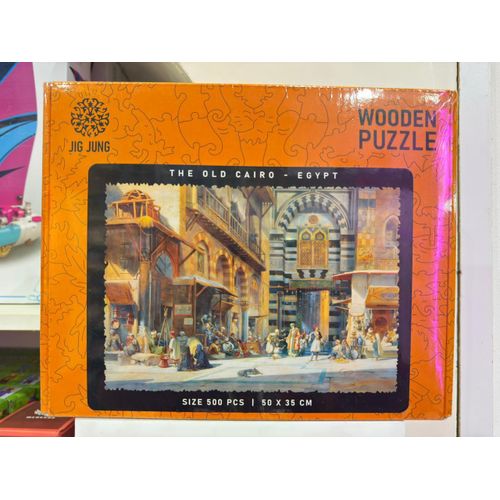 JIG JUNG
WOODEN
PUZZLE
THE OLD CAIRO - EGYPT
SIZE 500 PCS | 50 X 35 CM